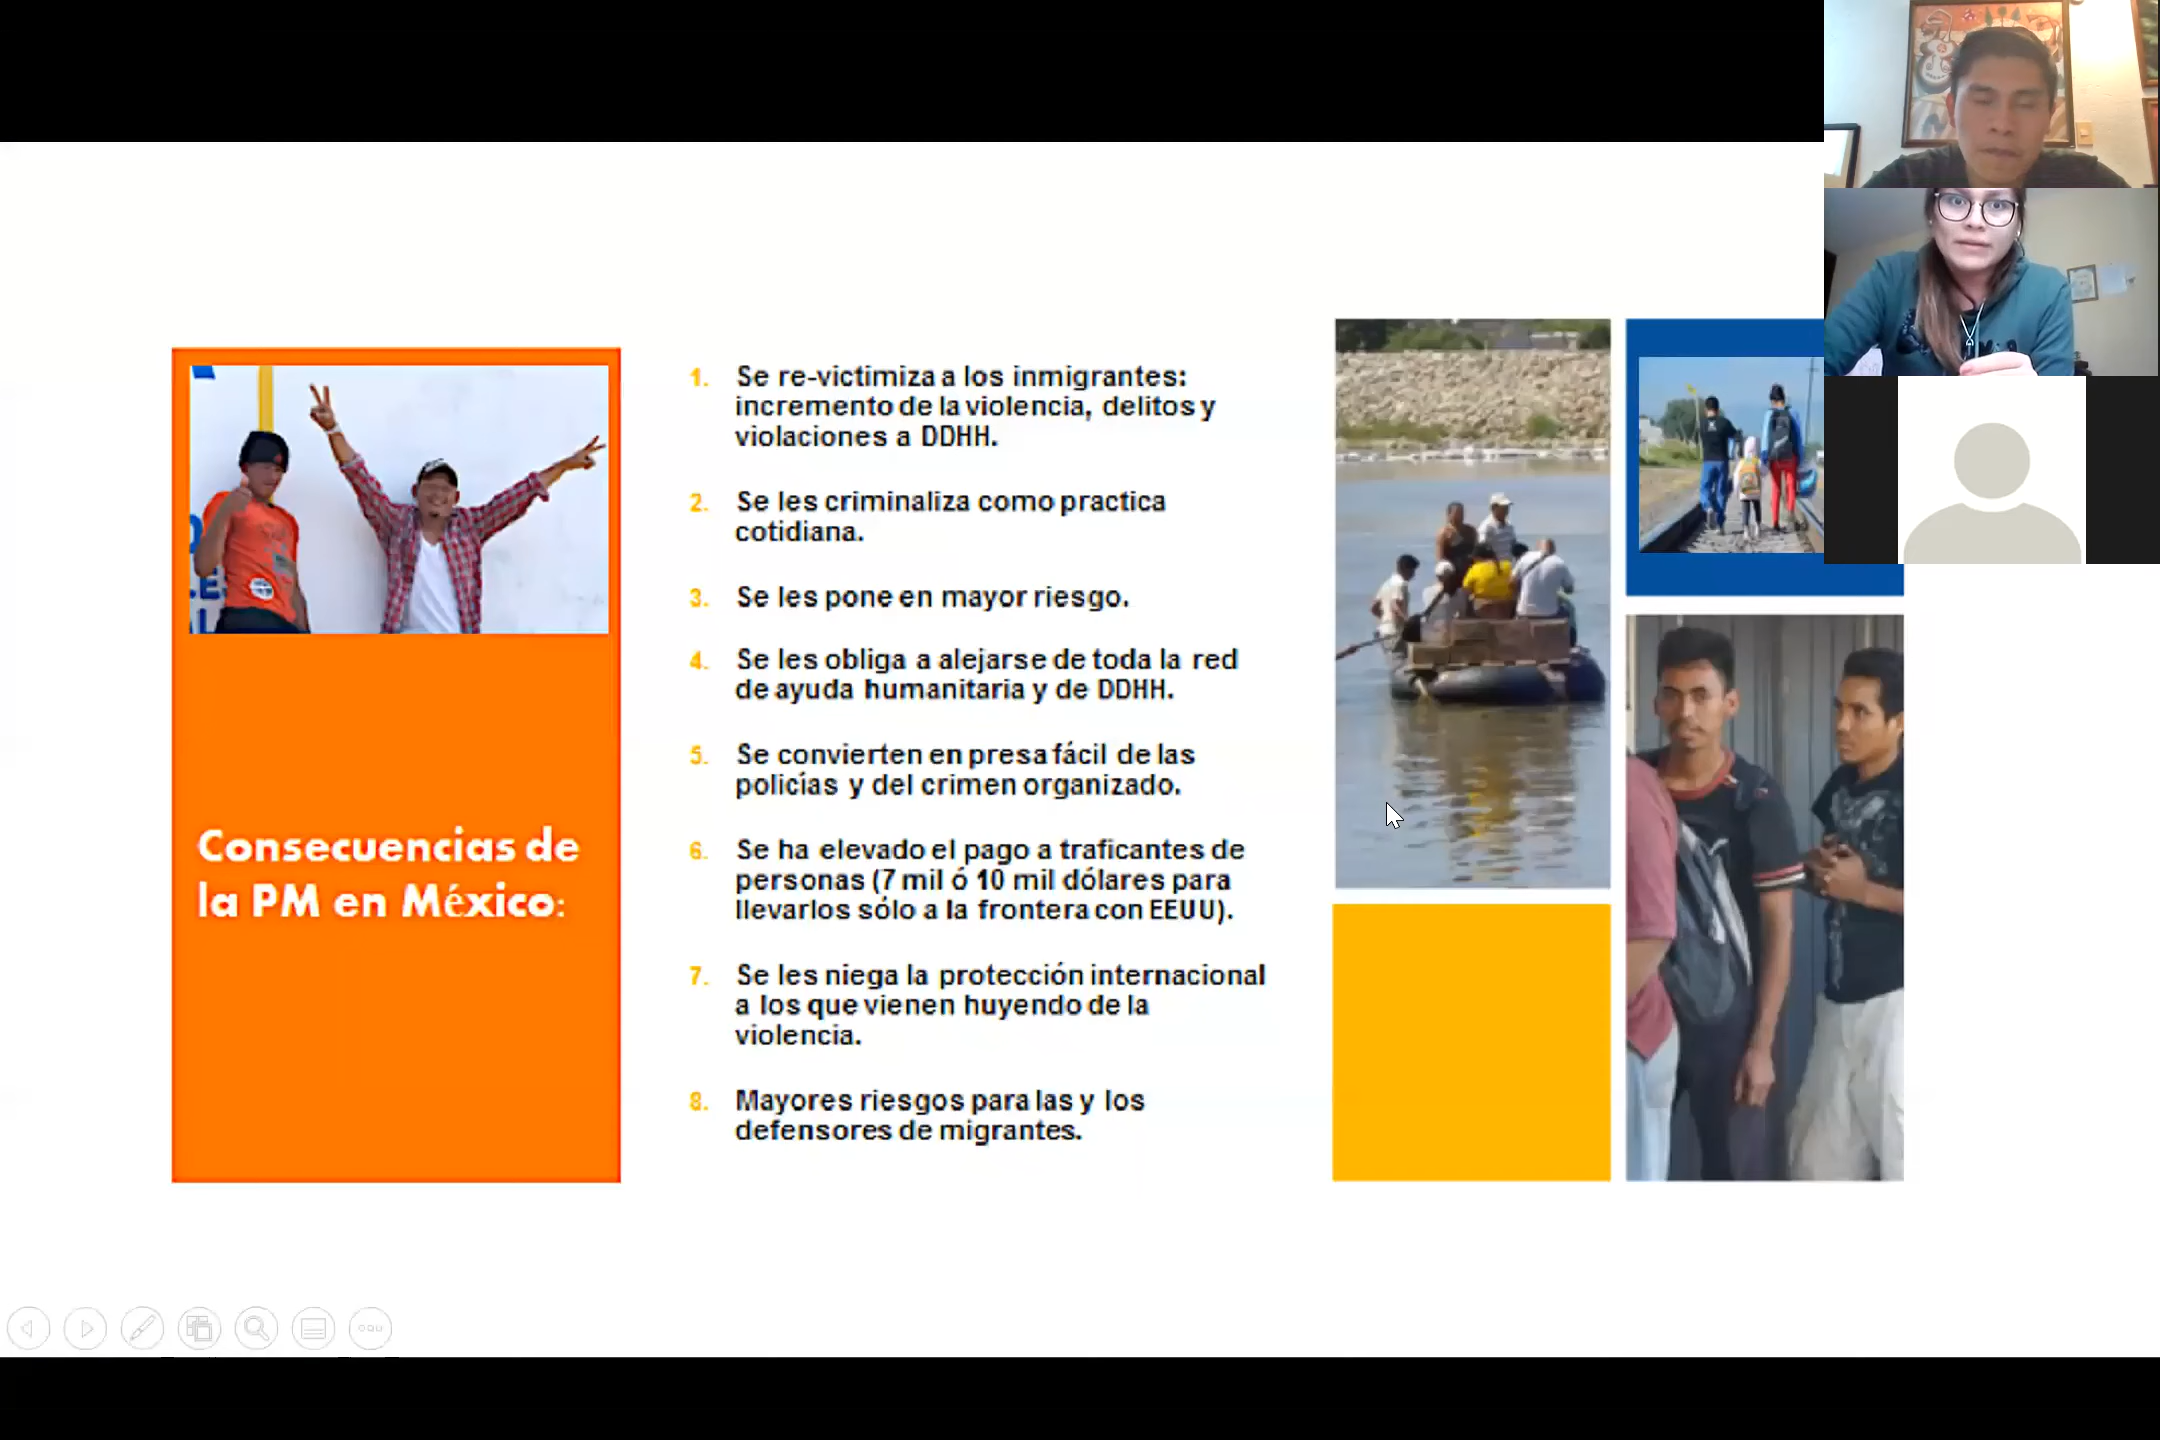 Consecuencias de
la PM en México:
1. Se re-victimiza a los inmigrantes:
incremento de la violencia, delitos y
violaciones a DDHH.
2. Se les criminaliza como practica
cotidiana.
3. Se les pone en mayor riesgo.
4. Se les obliga a alejarse de toda la red
de ayuda humanitaria y de DDHH.
5. Se convierten en presa fácil de las
policías y del crimen organizado.
6. Se ha elevado el pago a traficantes de
personas (7 mil ó 10 mil dólares para
llevarlos sólo a la frontera con EEUU).
7. Se les niega la protección internacional
a los que vienen huyendo de la
violencia.
8. Mayores riesgos para las y los
defensores de migrantes.